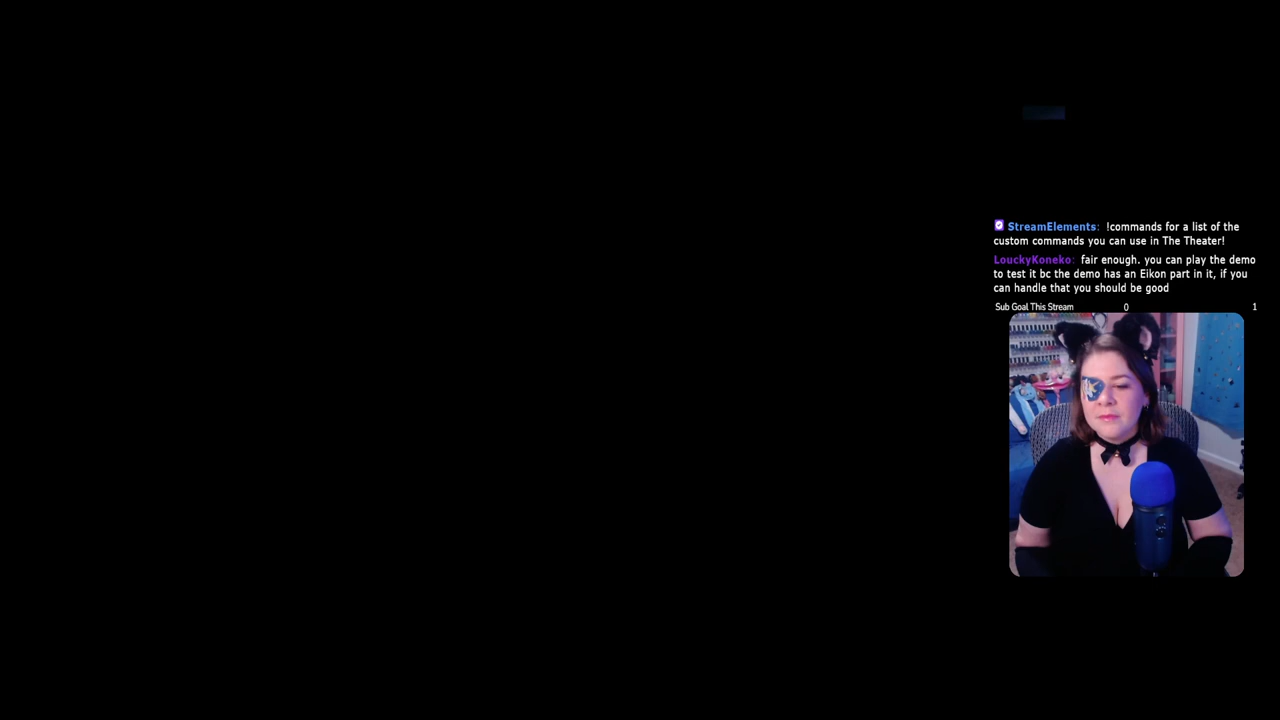 StreamElements: !commands for a list of the
custom commands you can use in The Theater!
LouckyKoneko: fair enough. you can play the demo
to test it bc the demo has an Eikon part in it, if you
can handle that you should be good
Sub Goal This Stream 0 1